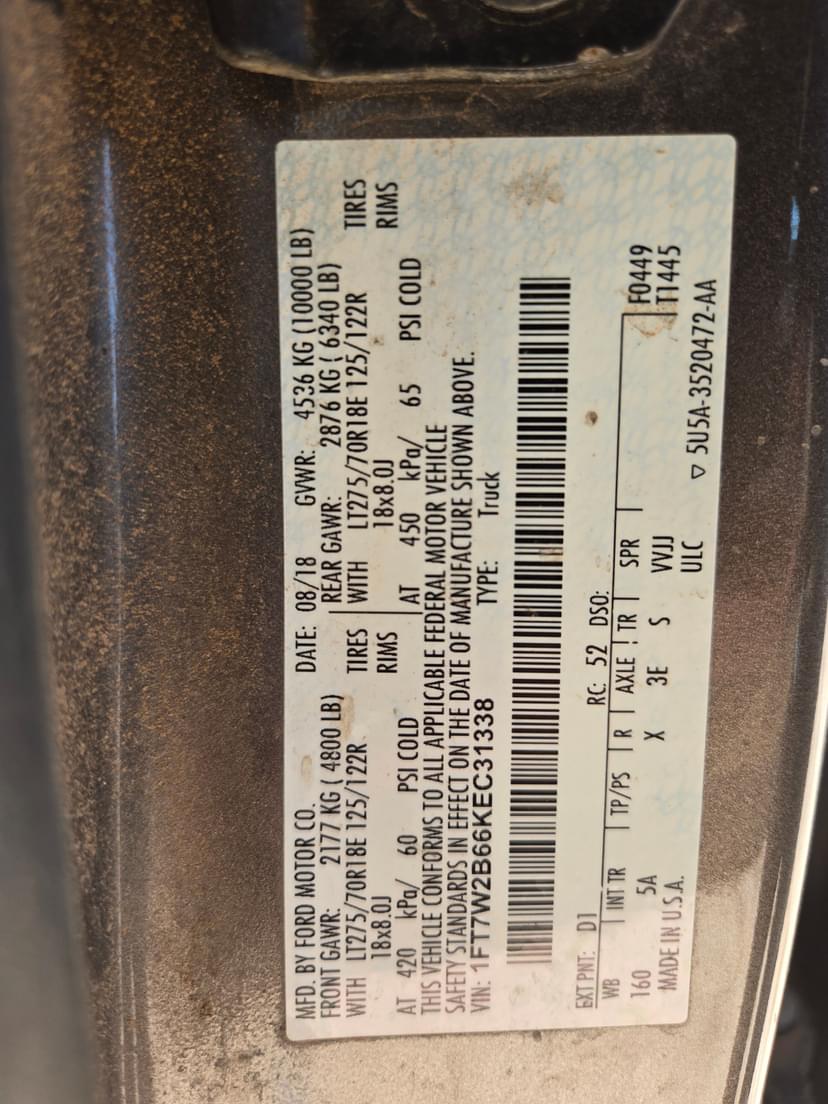 MFD. BY FORD MOTOR CO. DATE: 08/18 GVWR: 4536 KG (10000 LB)
FRONT GAWR: 2177 KG ( 4800 LB) REAR GAWR: 2876 KG ( 6340 LB)
WITH LT275/70R18E 125/122R TIRES WITH LT275/70R18E 125/122R TIRES
18x8.0J RIMS 18x8.0J RIMS
AT 420 kPa/ 60 PSI COLD AT 450 kPa/ 65 PSI COLD
THIS VEHICLE CONFORMS TO ALL APPLICABLE FEDERAL MOTOR VEHICLE
SAFETY STANDARDS IN EFFECT ON THE DATE OF MANUFACTURE SHOWN ABOVE.
VIN: 1FT7W2B66KEC31338 TYPE: Truck
EXT PNT: D1 RC: 52 DSO:
WB INT TR TP/PS R AXLE TR SPR F0449
160 5A X 3E S VVJJ T1445
MADE IN U.S.A. ULC
▽ 5U5A-3520472-AA